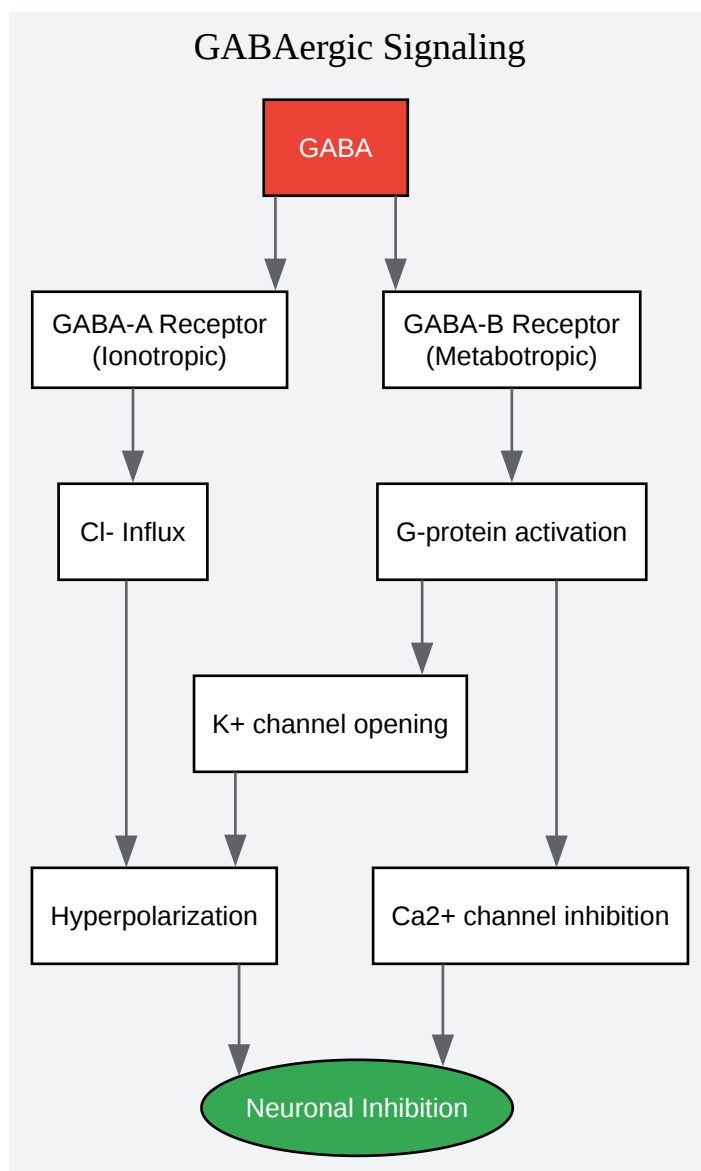 GABAergic Signaling
GABA
GABA-A Receptor
(Ionotropic)
GABA-B Receptor
(Metabotropic)
Cl- Influx
G-protein activation
K+ channel opening
Hyperpolarization
Ca2+ channel inhibition
Neuronal Inhibition